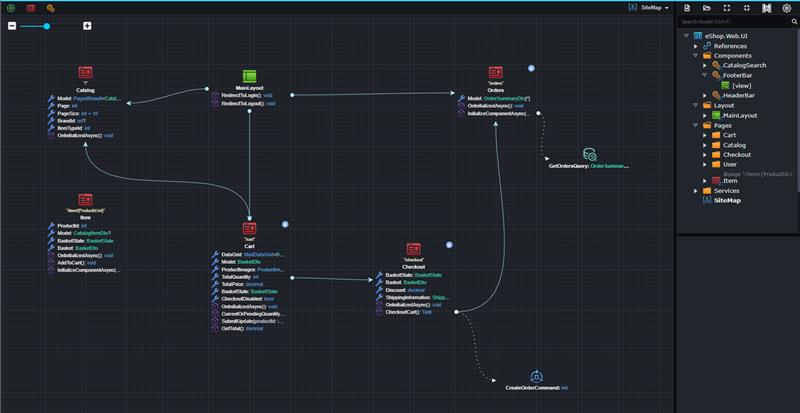 SiteMap
Search Model (Ctrl+F)
eShop.Web.UI
References
Components
CatalogSearch
FooterBar
[view]
HeaderBar
Layout
MainLayout
Pages
Cart
Catalog
Checkout
User
@page "/item/{ProductId:i
Item
Services
SiteMap
"/"
Catalog
Model: PagedResult<Catal...
Page: int
PageSize: int = 18
BrandId: int?
ItemTypeId: int
OnInitializedAsync(): void
MainLayout
RedirectToLogin(): void
RedirectToLogout(): void
"/orders"
Orders
Model: OrderSummaryDto[*]
OnInitializedAsync(): void
InitializeComponentAsync(...
GetOrdersQuery: OrderSummar...
"/item/{ProductId:int}"
Item
ProductId: int
Model: CatalogItemDto?
BasketState: BasketState
Basket: BasketDto
OnInitializedAsync(): void
AddToCart(): void
InitializeComponentAsync(...
"/cart"
Cart
DataGrid: MudDataGrid<B...
Model: BasketDto
ProductImages: ProductIm...
TotalQuantity: int
TotalPrice: decimal
BasketState: BasketState
CheckoutDisabled: bool
OnInitializedAsync(): void
CurrentOrPendingQuantity...
SubmitUpdate(productId: ...
GetTotal(): decimal
"/checkout"
Checkout
BasketState: BasketState
Basket: BasketDto
Discount: decimal
ShippingInformation: Shipp...
OnInitializedAsync(): void
CheckoutCart(): Task
CreateOrderCommand: int